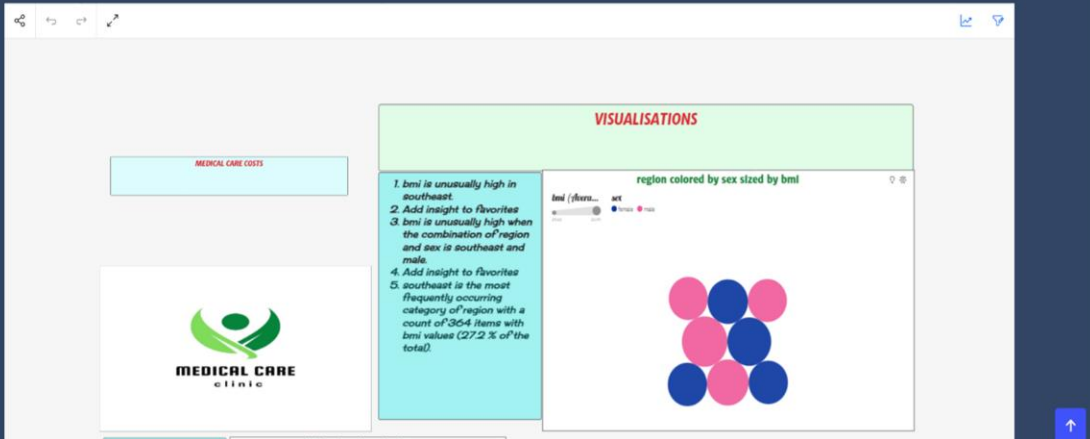 VISUALISATIONS
MEDICAL CARE COSTS
1. bmi is unusually high in
southeast.
2. Add insight to favorites
3. bmi is unusually high when
the combination of region
and sex is southeast and
male.
4. Add insight to favorites
5. southeast is the most
frequently occurring
category of region with a
count of 364 items with
bmi values (27.2 % of the
total).
region colored by sex sized by bmi
bmi (Avera... sex
female male
MEDICAL CARE
clinic